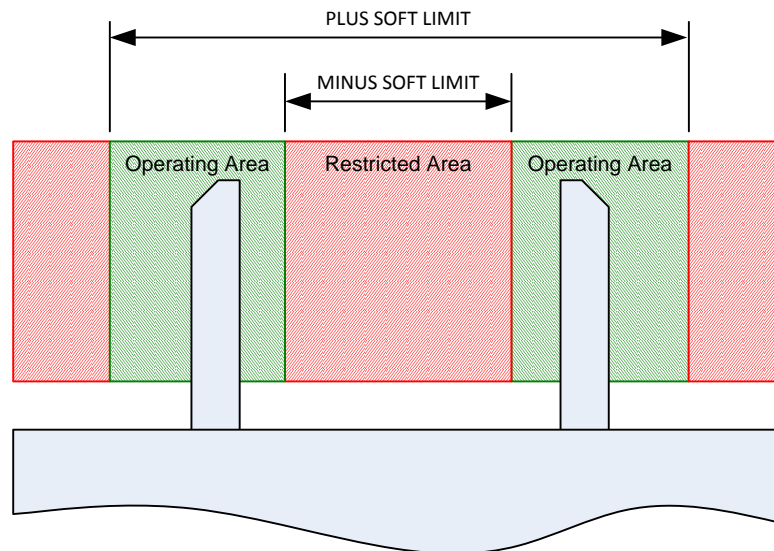 PLUS SOFT LIMIT
MINUS SOFT LIMIT
Operating Area
Restricted Area
Operating Area